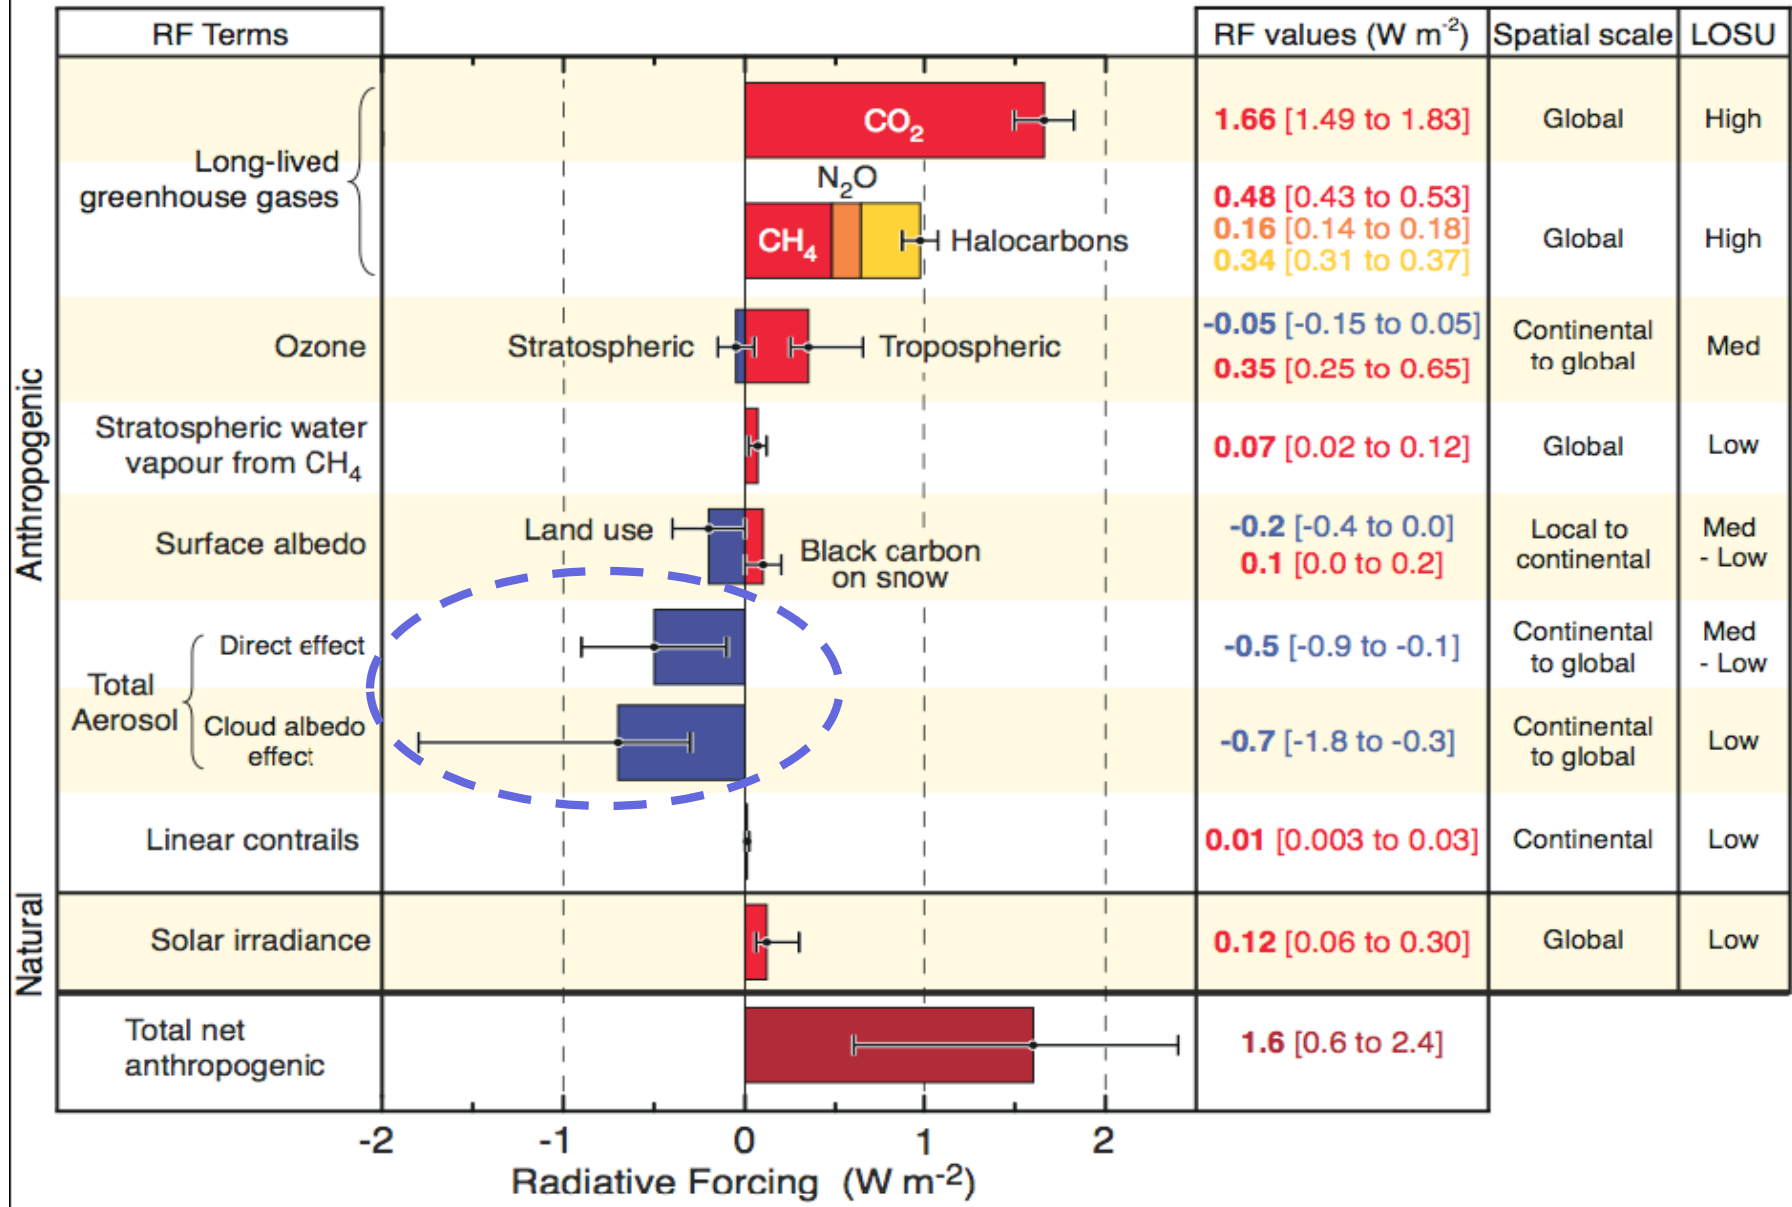 RF Terms
RF values (W m⁻²)
Spatial scale
LOSU
Anthropogenic
Long-lived
greenhouse gases
CO₂
1.66 [1.49 to 1.83]
Global
High
N₂O
CH₄
Halocarbons
0.48 [0.43 to 0.53]
0.16 [0.14 to 0.18]
0.34 [0.31 to 0.37]
Global
High
Ozone
Stratospheric
Tropospheric
-0.05 [-0.15 to 0.05]
0.35 [0.25 to 0.65]
Continental
to global
Med
Stratospheric water
vapour from CH₄
0.07 [0.02 to 0.12]
Global
Low
Surface albedo
Land use
Black carbon
on snow
-0.2 [-0.4 to 0.0]
0.1 [0.0 to 0.2]
Local to
continental
Med
- Low
Total
Aerosol
Direct effect
-0.5 [-0.9 to -0.1]
Continental
to global
Med
- Low
Cloud albedo
effect
-0.7 [-1.8 to -0.3]
Continental
to global
Low
Linear contrails
0.01 [0.003 to 0.03]
Continental
Low
Natural
Solar irradiance
0.12 [0.06 to 0.30]
Global
Low
Total net
anthropogenic
1.6 [0.6 to 2.4]
-2 -1 0 1 2
Radiative Forcing (W m⁻²)